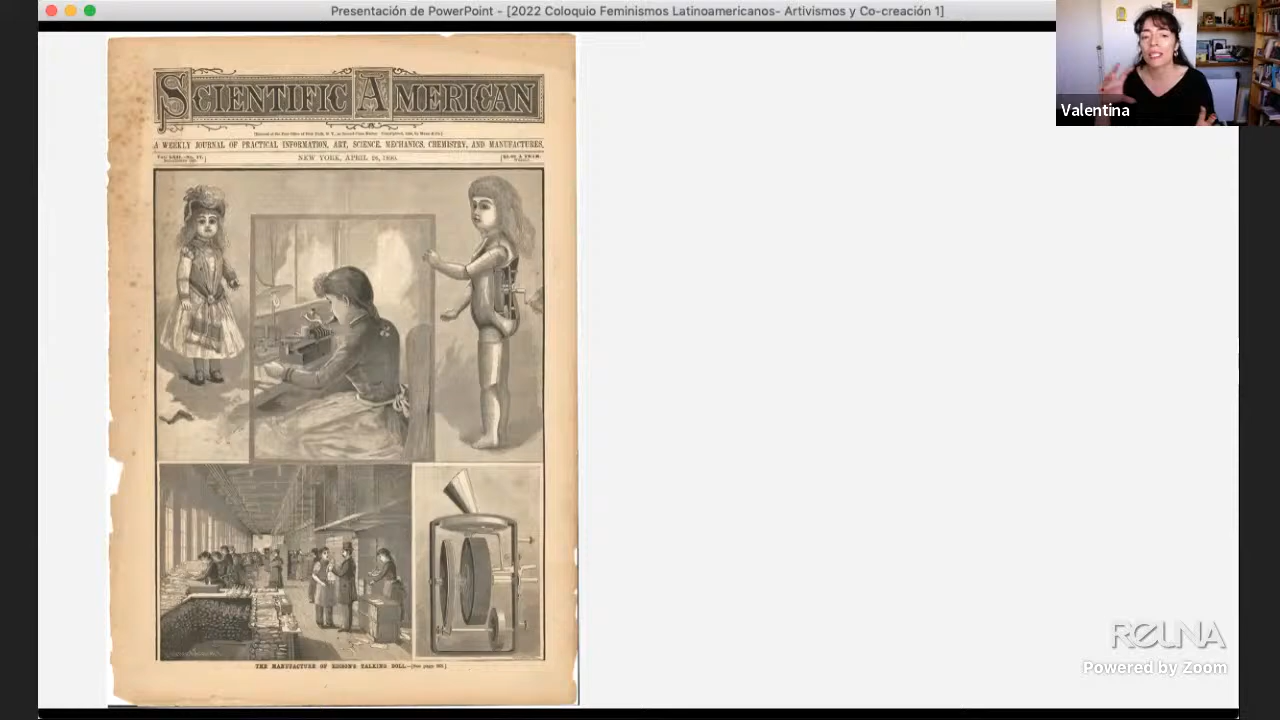 Presentación de PowerPoint - [2022 Coloquio Feminismos Latinoamericanos- Artivismos y Co-creación 1]
Valentina
SCIENTIFIC AMERICAN
A WEEKLY JOURNAL OF PRACTICAL INFORMATION, ART, SCIENCE, MECHANICS, CHEMISTRY, AND MANUFACTURES.
NEW YORK, APRIL 26, 1890.
THE MANUFACTURE OF EDISON'S TALKING DOLL.
REUNA
Powered by Zoom